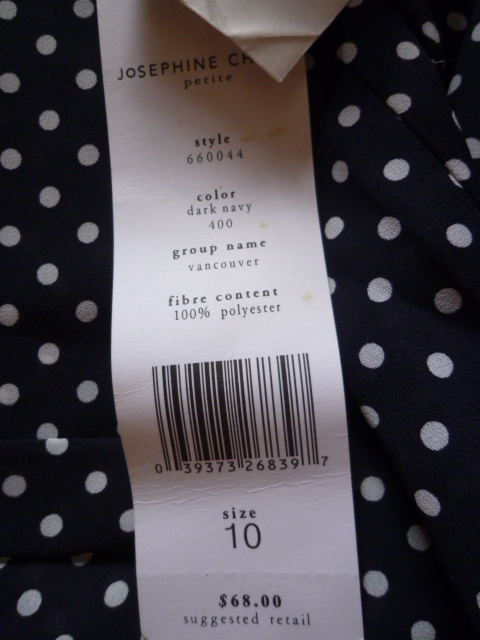 JOSEPHINE
petite
style
660044
color
dark navy
400
group name
vancouver
fibre content
100% polyester
0 39373 26839 7
size
10
$68.00
suggested retail